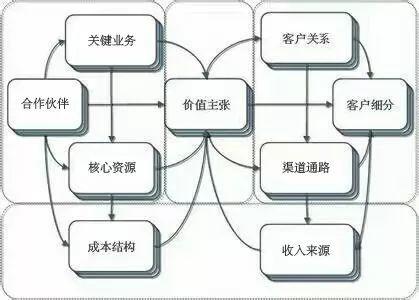 关键业务
客户关系
合作伙伴
价值主张
客户细分
核心资源
渠道通路
成本结构
收入来源